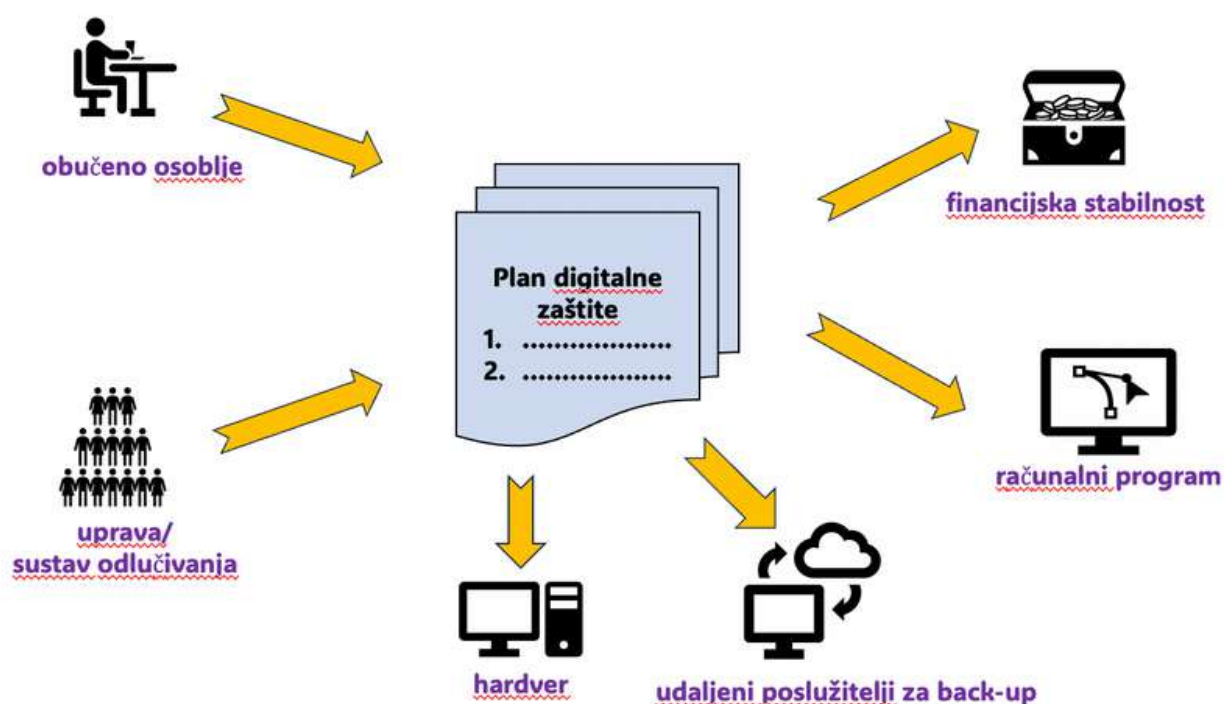 obučeno osoblje
financijska stabilnost
Plan digitalne
zaštite
1. ...................
2. ...................
računalni program
uprava/
sustav odlučivanja
hardver
udaljeni poslužitelji za back-up